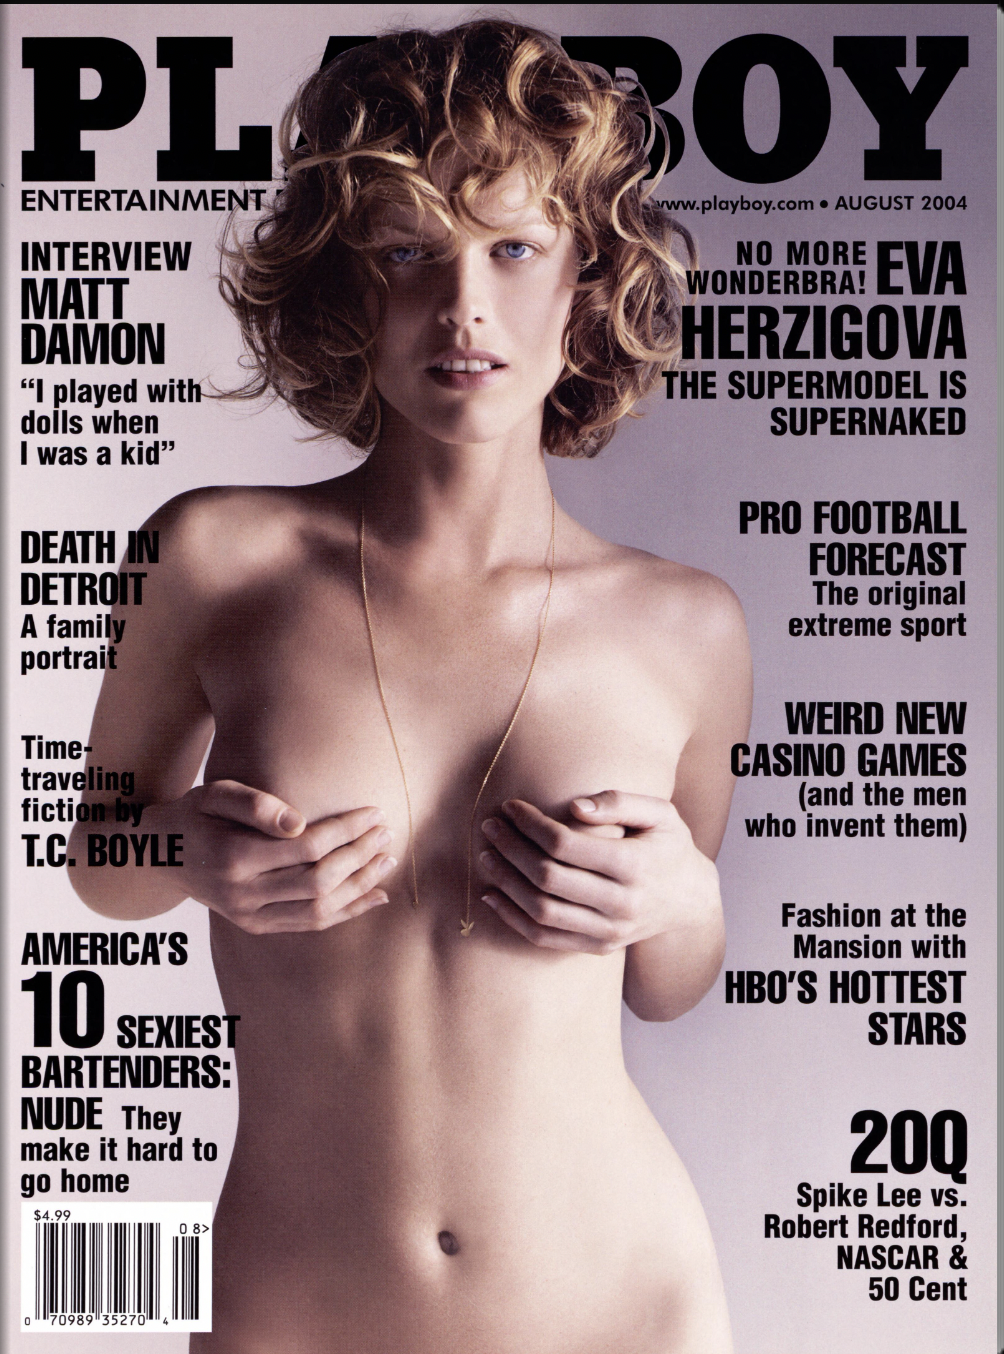 PLAYBOY
ENTERTAINMENT
www.playboy.com • AUGUST 2004
INTERVIEW
MATT
DAMON
“I played with
dolls when
I was a kid”
DEATH IN
DETROIT
A family
portrait
Time-
traveling
fiction by
T.C. BOYLE
AMERICA’S
10 SEXIEST
BARTENDERS:
NUDE They
make it hard to
go home
$4.99
08>
0 70989 35270 4
NO MORE
WONDERBRA! EVA
HERZIGOVA
THE SUPERMODEL IS
SUPERNAKED
PRO FOOTBALL
FORECAST
The original
extreme sport
WEIRD NEW
CASINO GAMES
(and the men
who invent them)
Fashion at the
Mansion with
HBO’S HOTTEST
STARS
20Q
Spike Lee vs.
Robert Redford,
NASCAR &
50 Cent